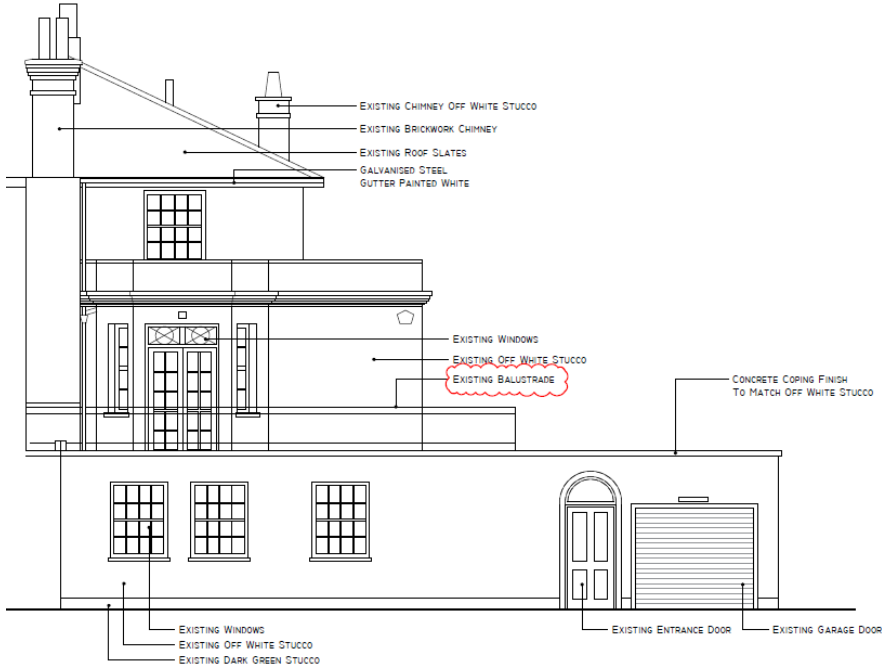 Existing Chimney Off White Stucco
Existing Brickwork Chimney
Existing Roof Slates
Galvanised Steel
Gutter Painted White
Existing Windows
Existing Off White Stucco
Existing Balustrade
Concrete Coping Finish
To Match Off White Stucco
Existing Windows
Existing Off White Stucco
Existing Dark Green Stucco
Existing Entrance Door
Existing Garage Door